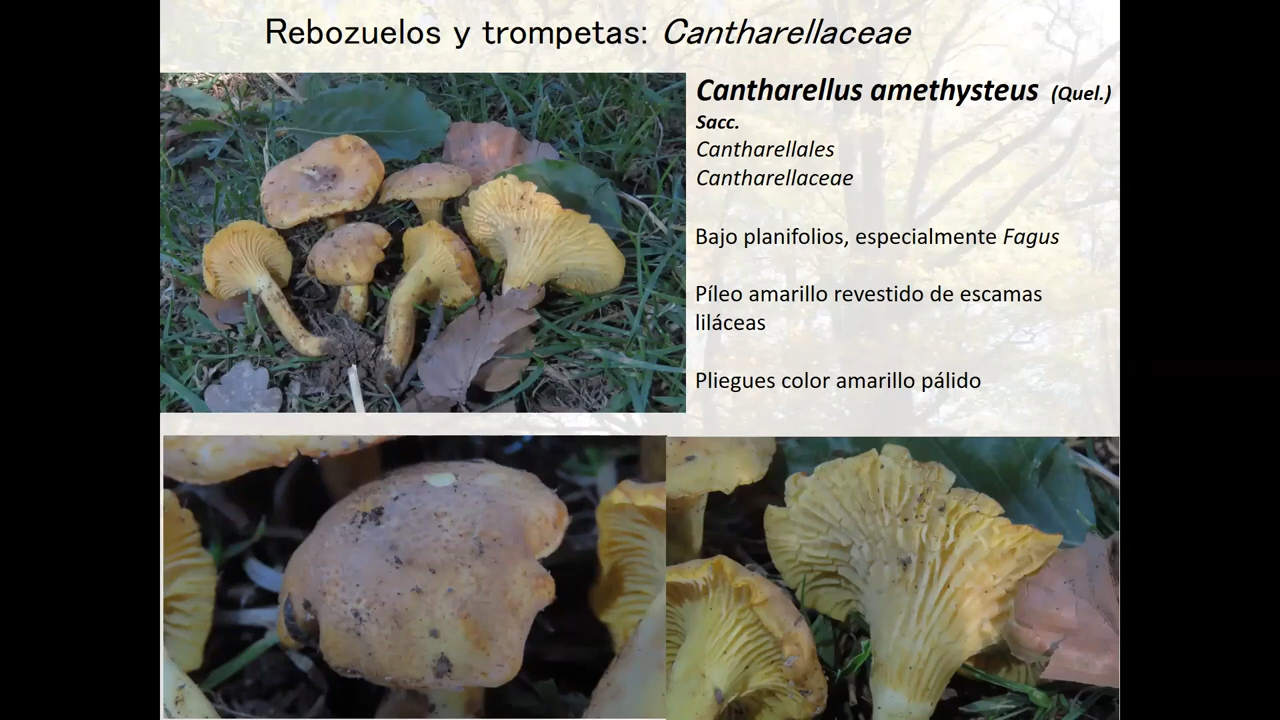 Rebozuelos y trompetas: Cantharellaceae
Cantharellus amethysteus (Quel.)
Sacc.
Cantharellales
Cantharellaceae
Bajo planifolios, especialmente Fagus
Píleo amarillo revestido de escamas
liláceas
Pliegues color amarillo pálido